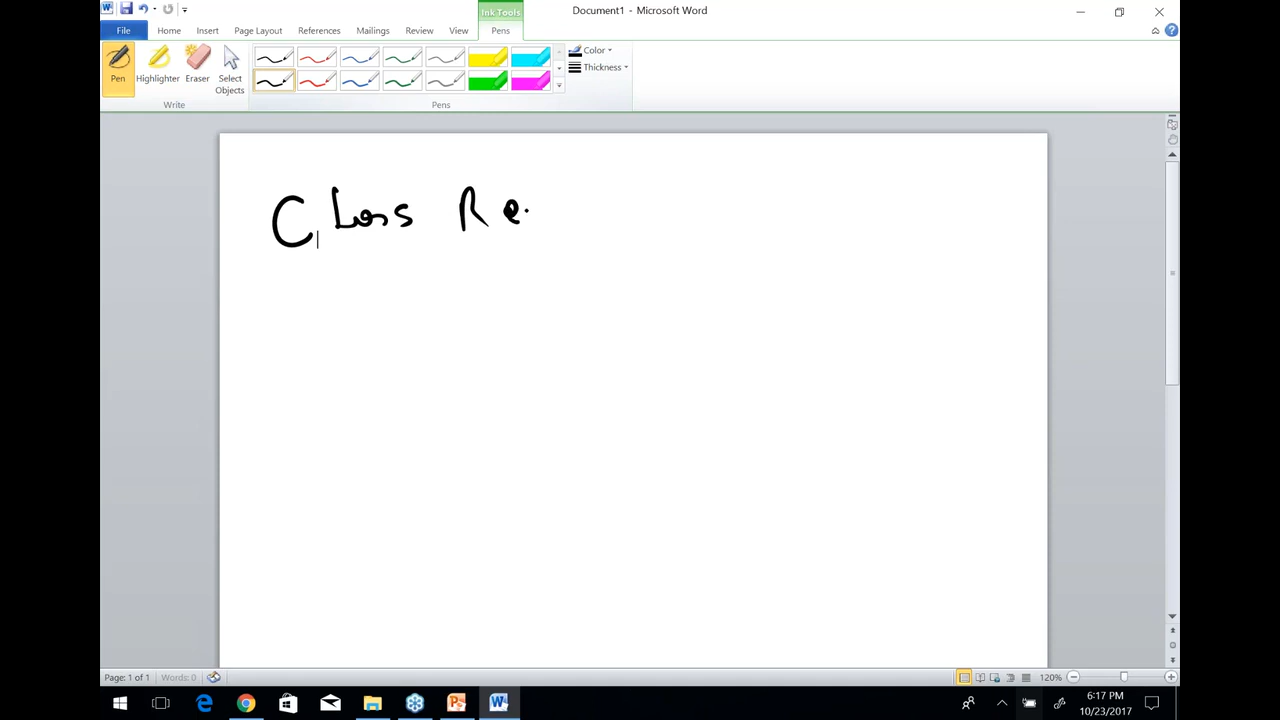 Document1 - Microsoft Word
Ink Tools
File Home Insert Page Layout References Mailings Review View Pens
Pen Highlighter Eraser Select Objects
Color
Thickness
Write Pens
Class Re
Page: 1 of 1 Words: 0 120%
6:17 PM
10/23/2017